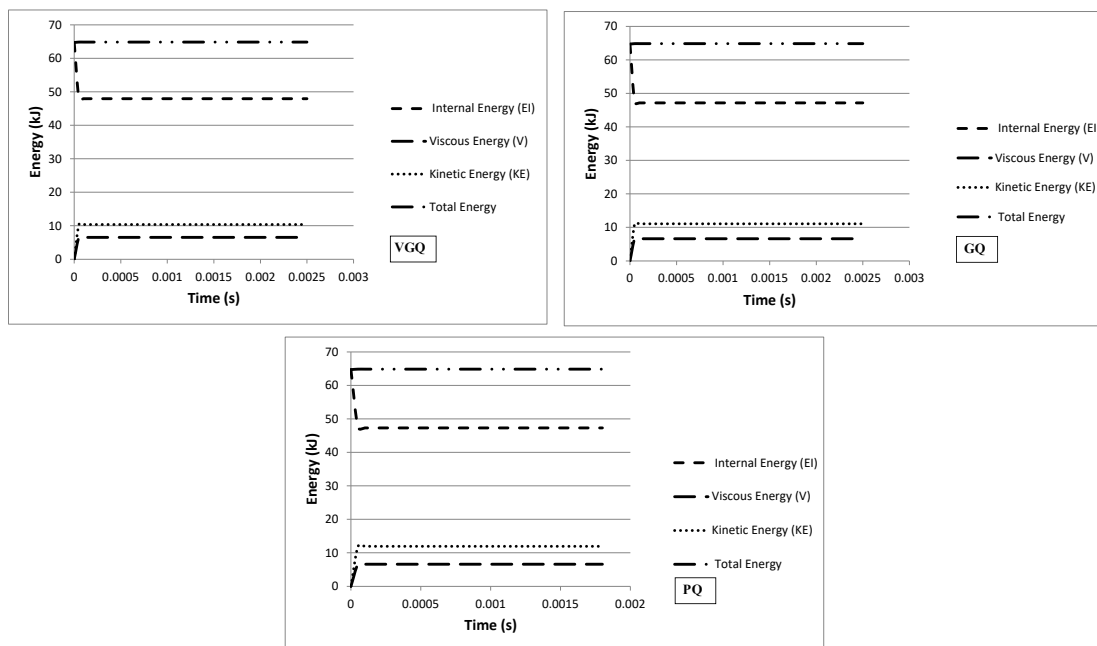 70
60
50
40
30
20
10
0
Energy (kJ)
0 0.0005 0.001 0.0015 0.002 0.0025 0.003
Time (s)
Internal Energy (EI)
Viscous Energy (V)
Kinetic Energy (KE)
Total Energy
VGQ
70
60
50
40
30
20
10
0
Energy (kJ)
0 0.0005 0.001 0.0015 0.002 0.0025 0.003
Time (s)
Internal Energy (EI)
Viscous Energy (V)
Kinetic Energy (KE)
Total Energy
GQ
70
60
50
40
30
20
10
0
Energy (kJ)
0 0.0005 0.001 0.0015 0.002
Time (s)
Internal Energy (EI)
Viscous Energy (V)
Kinetic Energy (KE)
Total Energy
PQ